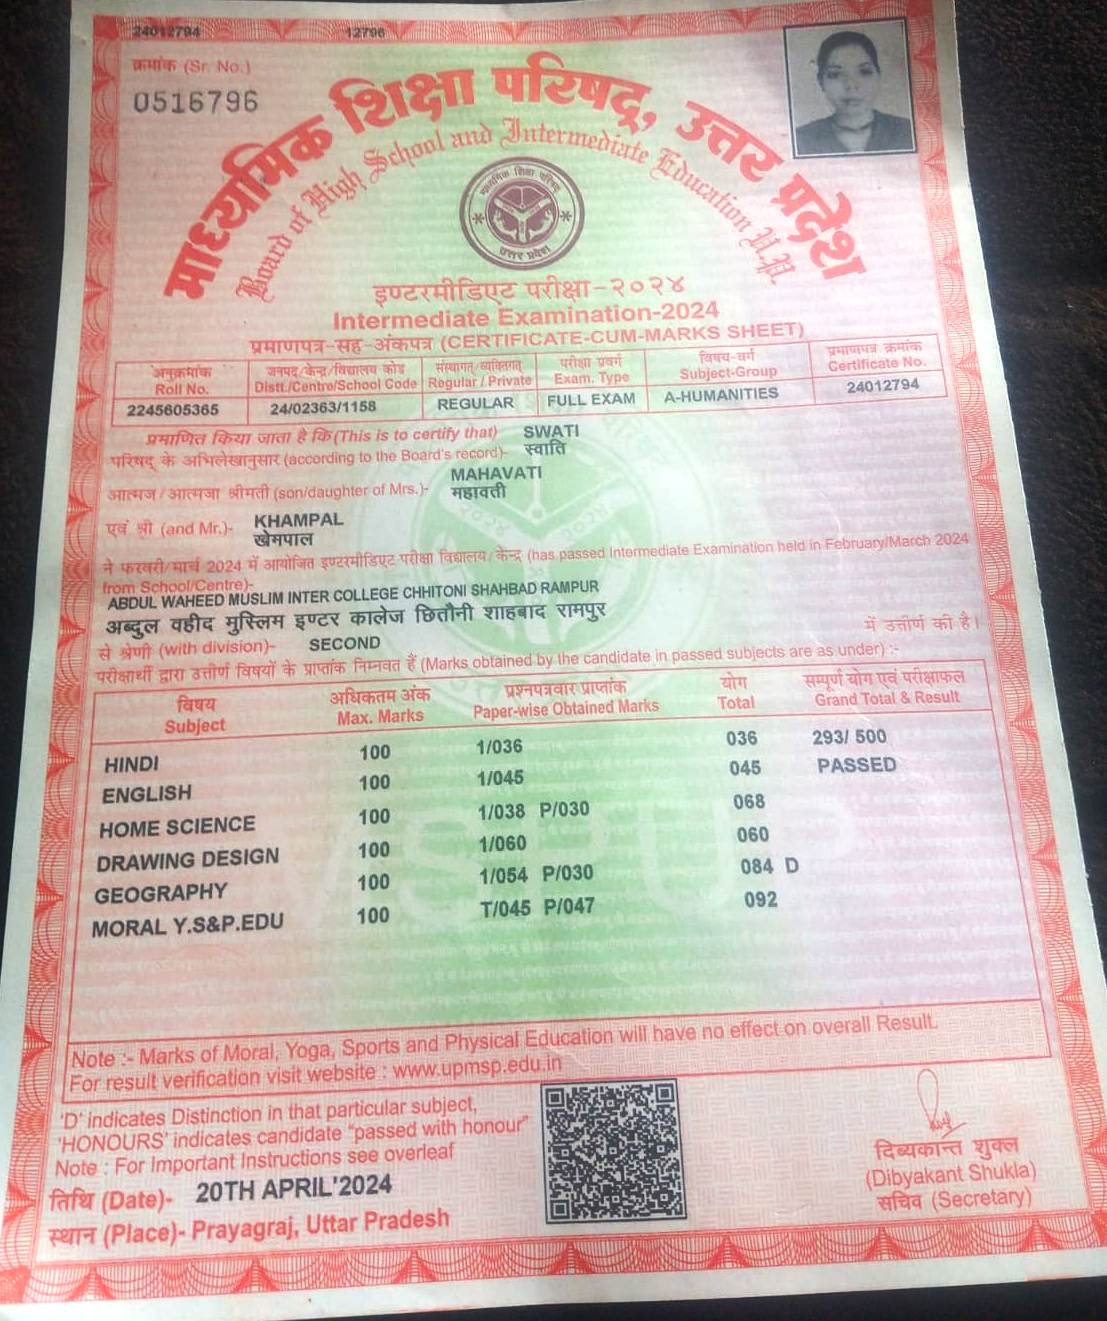 24012794 12796
क्रमांक (Sr. No.)
0516796
माध्यमिक शिक्षा परिषद्, उत्तर प्रदेश
Board of High School and Intermediate Education U.P.
माध्यमिक शिक्षा परिषद्
उत्तर प्रदेश
इण्टरमीडिएट परीक्षा-२०२४
Intermediate Examination-2024
प्रमाणपत्र-सह-अंकपत्र (CERTIFICATE-CUM-MARKS SHEET)
अनुक्रमांक जनपद/केन्द्र/विद्यालय कोड संस्थागत/व्यक्तिगत परीक्षा प्रवर्ग विषय-वर्ग प्रमाणपत्र क्रमांक
Roll No. Distt./Centre/School Code Regular / Private Exam. Type Subject-Group Certificate No.
2245605365 24/02363/1158 REGULAR FULL EXAM A-HUMANITIES 24012794
प्रमाणित किया जाता है कि (This is to certify that) SWATI
परिषद् के अभिलेखानुसार (according to the Board's record)- स्वाति
MAHAVATI
आत्मज/आत्मजा श्रीमती (son/daughter of Mrs.)- महावती
एवं श्री (and Mr.)- KHAMPAL
खेमपाल
ने फरवरी/मार्च 2024 में आयोजित इण्टरमीडिएट परीक्षा विद्यालय/केन्द्र (has passed Intermediate Examination held in February/March 2024
from School/Centre)-
ABDUL WAHEED MUSLIM INTER COLLEGE CHHITONI SHAHBAD RAMPUR
अब्दुल वहीद मुस्लिम इण्टर कालेज छितौनी शाहबाद रामपुर
में उत्तीर्ण की है।
से श्रेणी (with division)- SECOND
परीक्षार्थी द्वारा उत्तीर्ण विषयों के प्राप्तांक निम्नवत हैं (Marks obtained by the candidate in passed subjects are as under) :-
विषय अधिकतम अंक प्रश्नपत्रवार प्राप्तांक योग सम्पूर्ण योग एवं परीक्षाफल
Subject Max. Marks Paper-wise Obtained Marks Total Grand Total & Result
HINDI 100 1/036 036 293/ 500
ENGLISH 100 1/045 045 PASSED
HOME SCIENCE 100 1/038 P/030 068
DRAWING DESIGN 100 1/060 060
GEOGRAPHY 100 1/054 P/030 084 D
MORAL Y.S&P.EDU 100 T/045 P/047 092
Note :- Marks of Moral, Yoga, Sports and Physical Education will have no effect on overall Result.
For result verification visit website : www.upmsp.edu.in
'D' indicates Distinction in that particular subject,
'HONOURS' indicates candidate "passed with honour"
Note : For Important Instructions see overleaf
तिथि (Date)- 20TH APRIL'2024
स्थान (Place)- Prayagraj, Uttar Pradesh
दिब्यकान्त शुक्ल
(Dibyakant Shukla)
सचिव (Secretary)